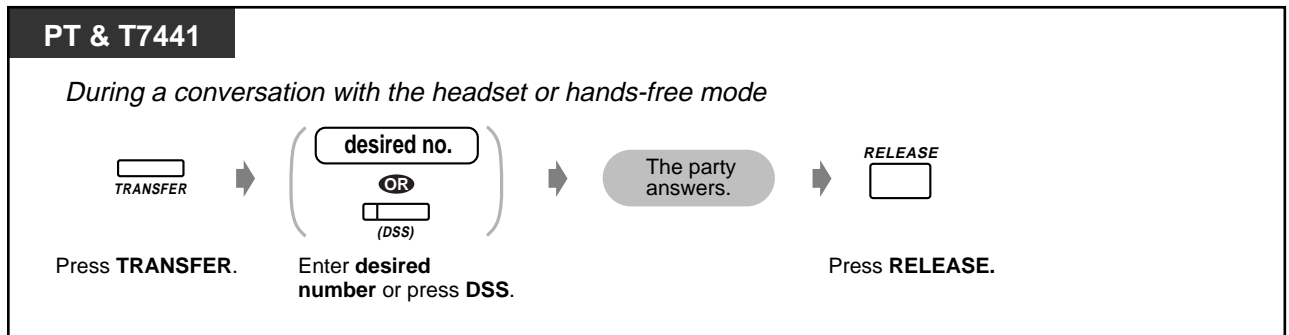 PT & T7441
During a conversation with the headset or hands-free mode
TRANSFER
desired no.
OR
(DSS)
The party
answers.
RELEASE
Press TRANSFER.
Enter desired
number or press DSS.
Press RELEASE.